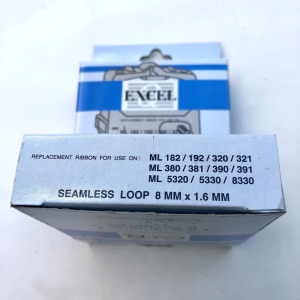 EXCEL
REPLACEMENT RIBBON FOR USE ON: ML 182 / 192 / 320 / 321
ML 380 / 381 / 390 / 391
ML 5320 / 5330 / 8330
SEAMLESS LOOP 8 MM x 1.6 MM